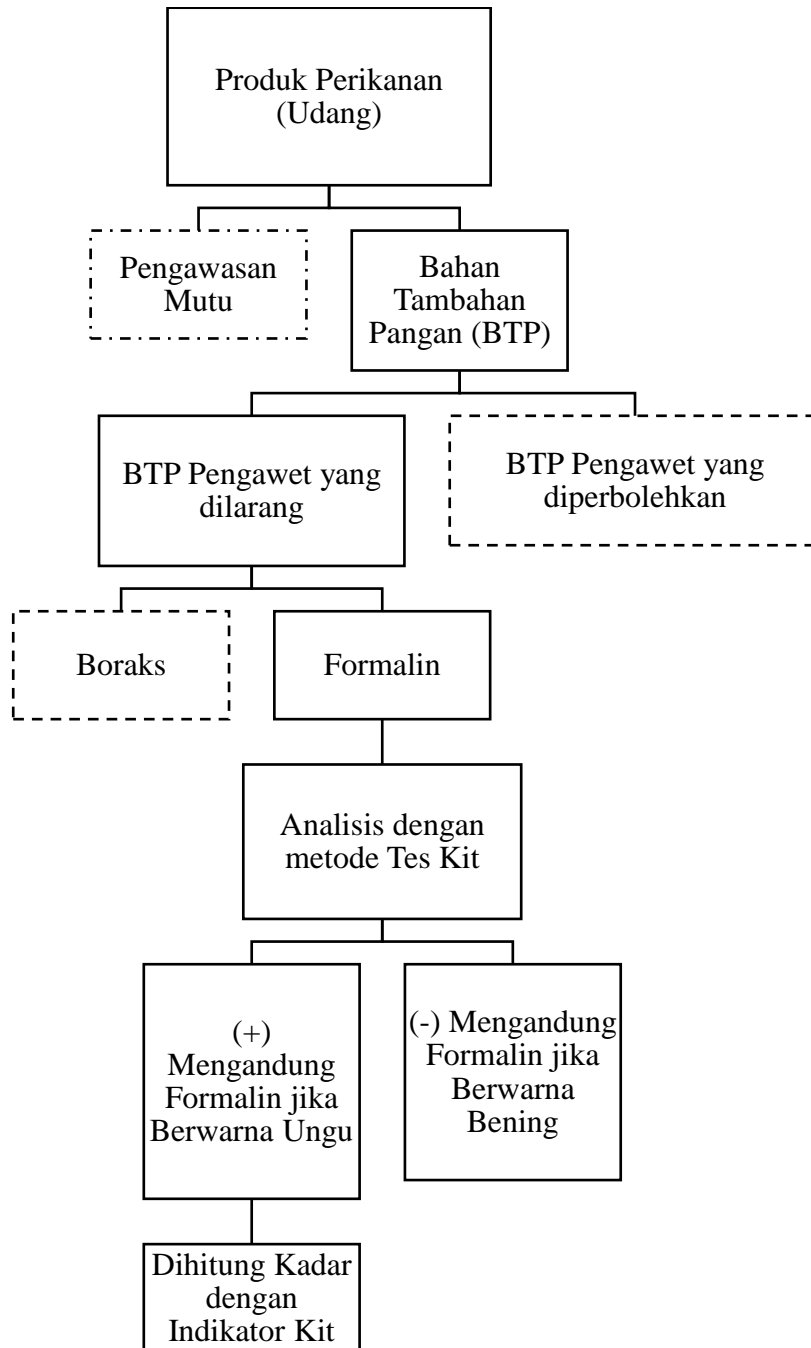 Produk Perikanan
(Udang)
Pengawasan
Mutu
Bahan
Tambahan
Pangan (BTP)
BTP Pengawet yang
dilarang
BTP Pengawet yang
diperbolehkan
Boraks
Formalin
Analisis dengan
metode Tes Kit
(+)
Mengandung
Formalin jika
Berwarna Ungu
(-) Mengandung
Formalin jika
Berwarna
Bening
Dihitung Kadar
dengan
Indikator Kit